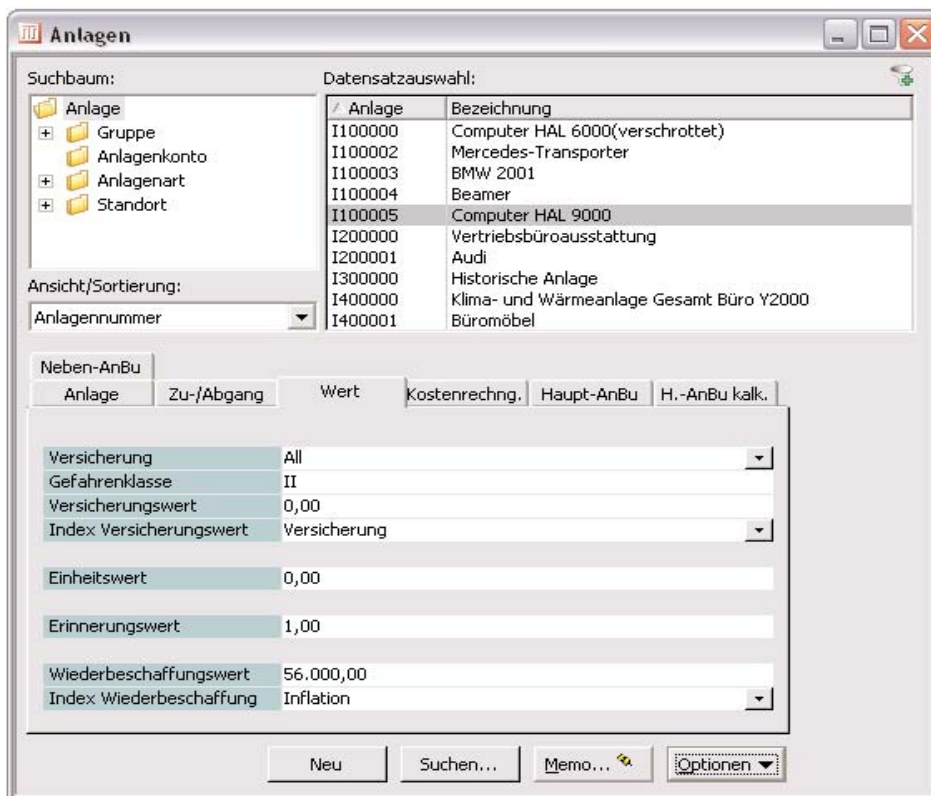 Anlagen
Suchbaum:
Datensatzauswahl:
Anlage
Gruppe
Anlagenkonto
Anlagenart
Standort
Ansicht/Sortierung:
Anlagennummer
Anlage Bezeichnung
I100000 Computer HAL 6000(verschrottet)
I100002 Mercedes-Transporter
I100003 BMW 2001
I100004 Beamer
I100005 Computer HAL 9000
I200000 Vertriebsbüroausstattung
I200001 Audi
I300000 Historische Anlage
I400000 Klima- und Wärmeanlage Gesamt Büro Y2000
I400001 Büromöbel
Neben-AnBu
Anlage Zu-/Abgang Wert Kostenrechng. Haupt-AnBu H.-AnBu kalk.
Versicherung All
Gefahrenklasse II
Versicherungswert 0,00
Index Versicherungswert Versicherung
Einheitswert 0,00
Erinnerungswert 1,00
Wiederbeschaffungswert 56.000,00
Index Wiederbeschaffung Inflation
Neu Suchen... Memo... Optionen